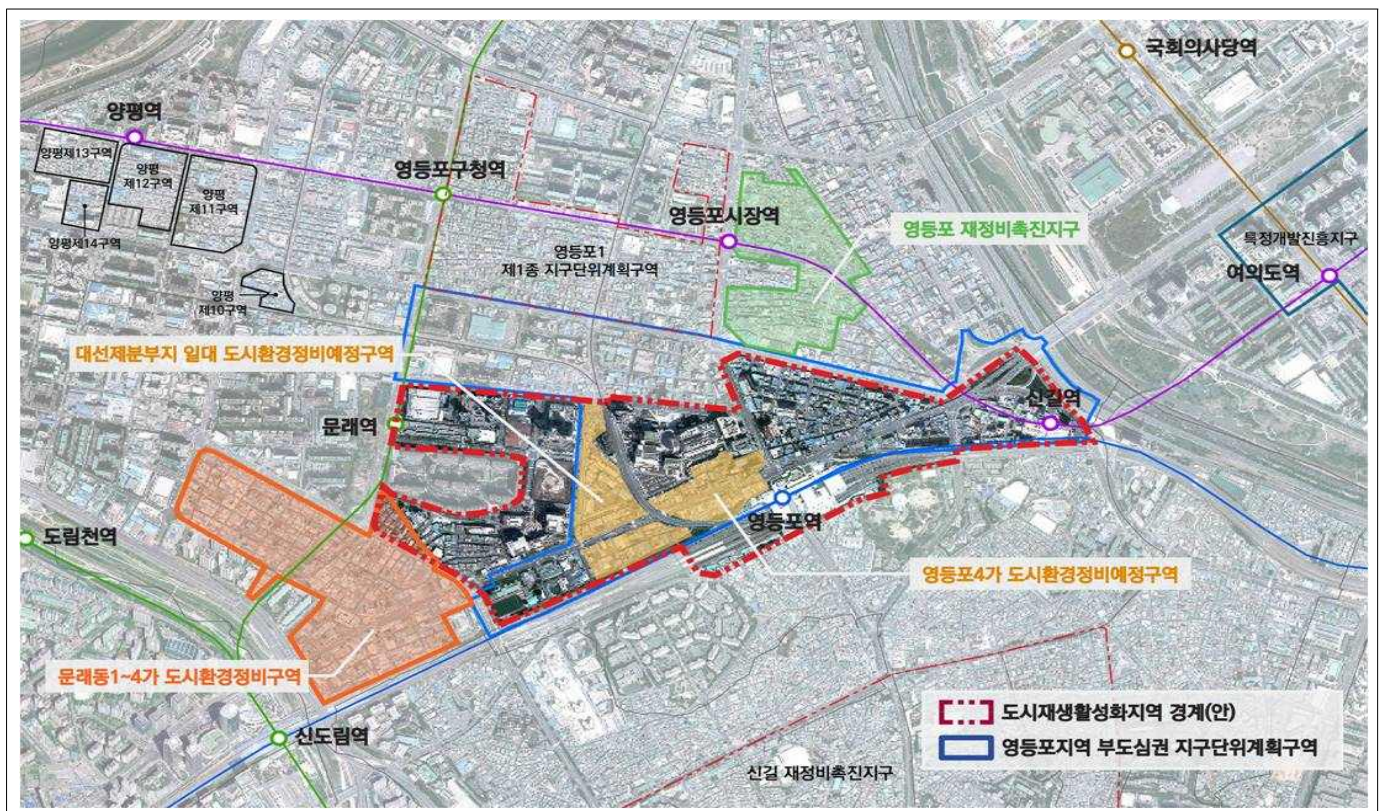 국회의사당역
양평역
양평제13구역
양평
제12구역
양평
제11구역
영등포구청역
양평제14구역
영등포시장역
영등포 재정비촉진지구
특정개발진흥지구
여의도역
영등포1
제1종 지구단위계획구역
양평
제10구역
대선제분부지 일대 도시환경정비예정구역
문래역
신길역
영등포역
도림천역
영등포4가 도시환경정비예정구역
문래동1~4가 도시환경정비구역
도시재생활성화지역 경계(안)
신도림역
영등포지역 부도심권 지구단위계획구역
신길 재정비촉진지구